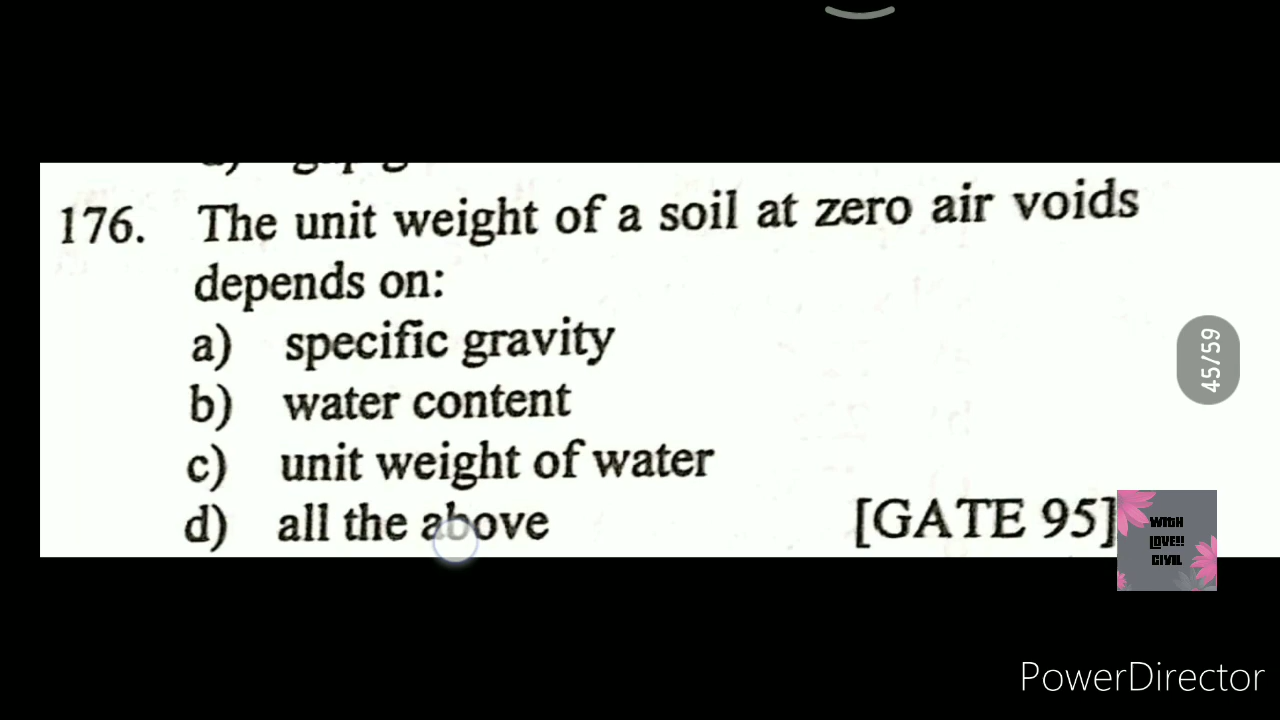 176. The unit weight of a soil at zero air voids
depends on:
a) specific gravity
b) water content
c) unit weight of water
d) all the above [GATE 95]
45/59
WITH
LOVE!!
CIVIL
PowerDirector